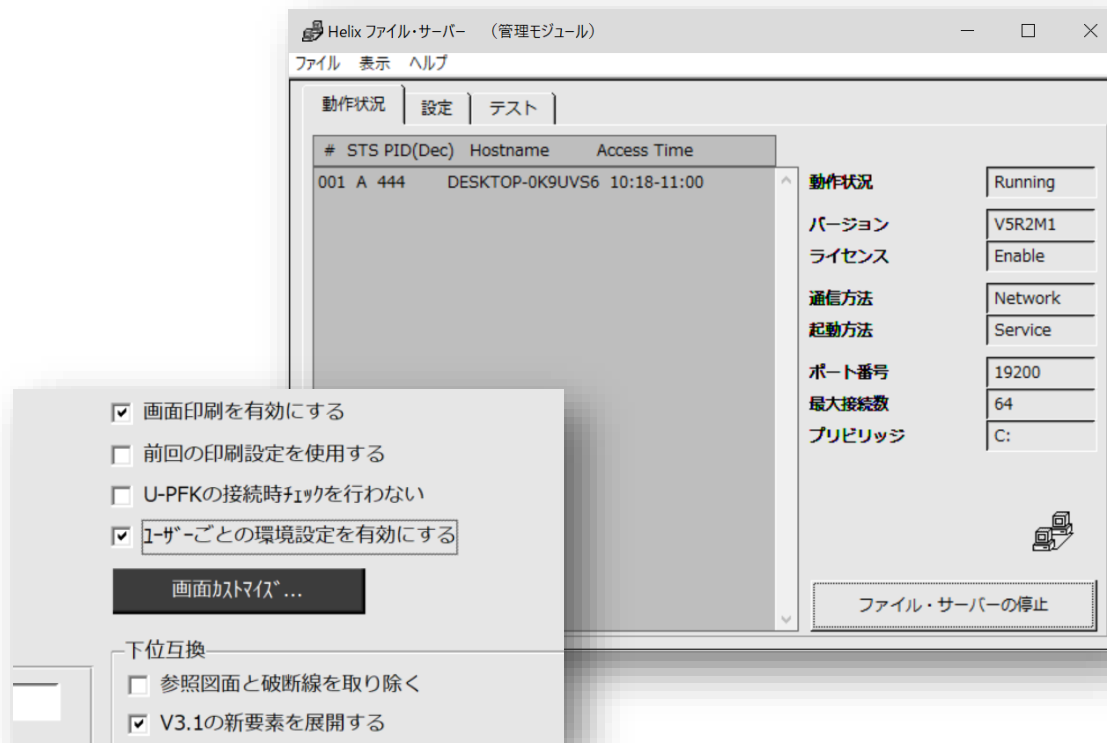 Helix ファイル・サーバー （管理モジュール）
ファイル 表示 ヘルプ
動作状況 設定 テスト
# STS PID(Dec) Hostname Access Time
001 A 444 DESKTOP-0K9UVS6 10:18-11:00
動作状況 Running
バージョン V5R2M1
ライセンス Enable
通信方法 Network
起動方法 Service
ポート番号 19200
最大接続数 64
プリビリッジ C:
ファイル・サーバーの停止
画面印刷を有効にする
前回の印刷設定を使用する
U-PFKの接続時ﾁｪｯｸを行わない
ﾕｰｻﾞｰごとの環境設定を有効にする
画面ｶｽﾄﾏｲｽﾞ...
下位互換
参照図面と破断線を取り除く
V3.1の新要素を展開する